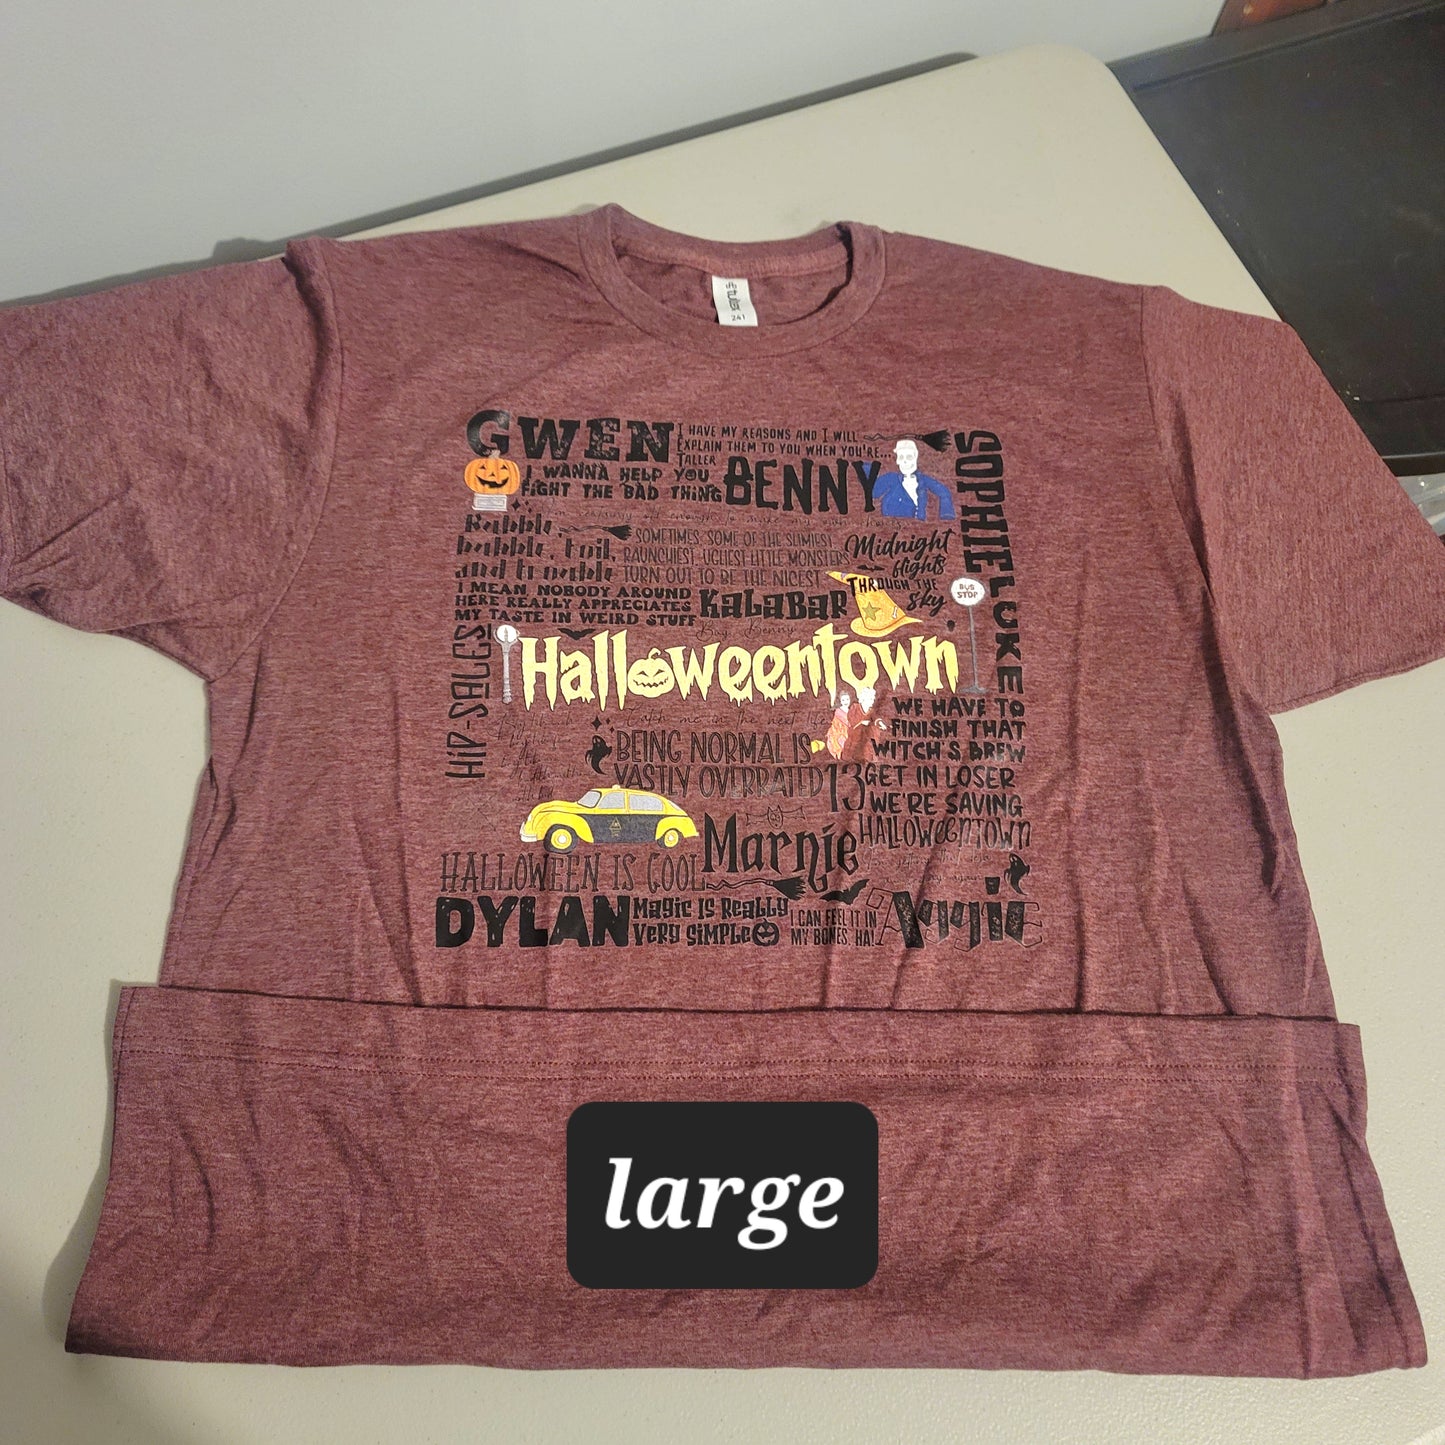 tultex
241
GWEN
I HAVE MY REASONS AND I WILL
EXPLAIN THEM TO YOU WHEN YOU'RE...
TALLER
I WANNA HELP YOU
FIGHT THE BAD THING
BENNY
SOPHIE
Bubble,
bubble, toil,
and trouble
SOMETIMES, SOME OF THE SLIMIEST,
RAUNCHIEST, UGLIEST LITTLE MONSTERS
TURN OUT TO BE THE NICEST
Midnight
flights
THROUGH THE
Sky
BUS
STOP
I MEAN, NOBODY AROUND
HERE REALLY APPRECIATES
MY TASTE IN WEIRD STUFF
KALABAR
Benny
LUKE
Halloweentown
HIP-SALES
Catch me in the next life
BEING NORMAL IS
VASTLY OVERRATED
WE HAVE TO
FINISH THAT
WITCH'S BREW
13
GET IN LOSER
WE'RE SAVING
HALLOWEENTOWN
Marnie
HALLOWEEN IS COOL
DYLAN
MAGIC IS REALLY
VERY SIMPLE
I CAN FEEL IT IN
MY BONES, HA!
Aggie
large